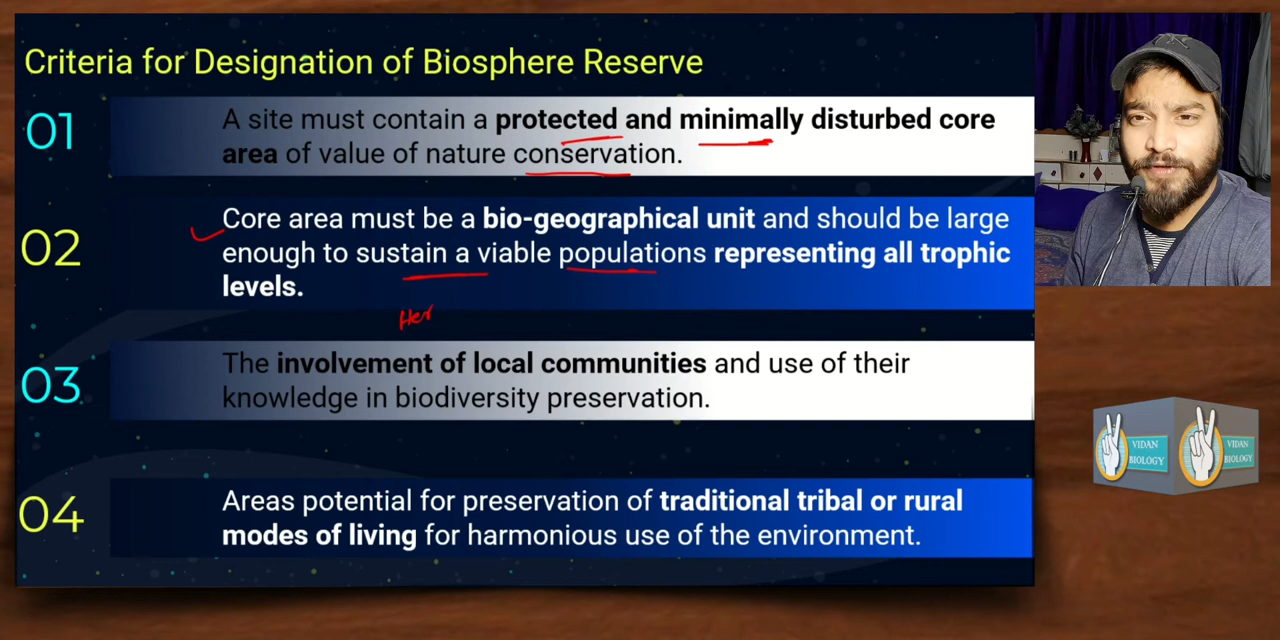 Criteria for Designation of Biosphere Reserve
01
A site must contain a protected and minimally disturbed core
area of value of nature conservation.
02
Core area must be a bio-geographical unit and should be large
enough to sustain a viable populations representing all trophic
levels.
Her
03
The involvement of local communities and use of their
knowledge in biodiversity preservation.
04
Areas potential for preservation of traditional tribal or rural
modes of living for harmonious use of the environment.
VIDAN
BIOLOGY
VIDAN
BIOLOGY